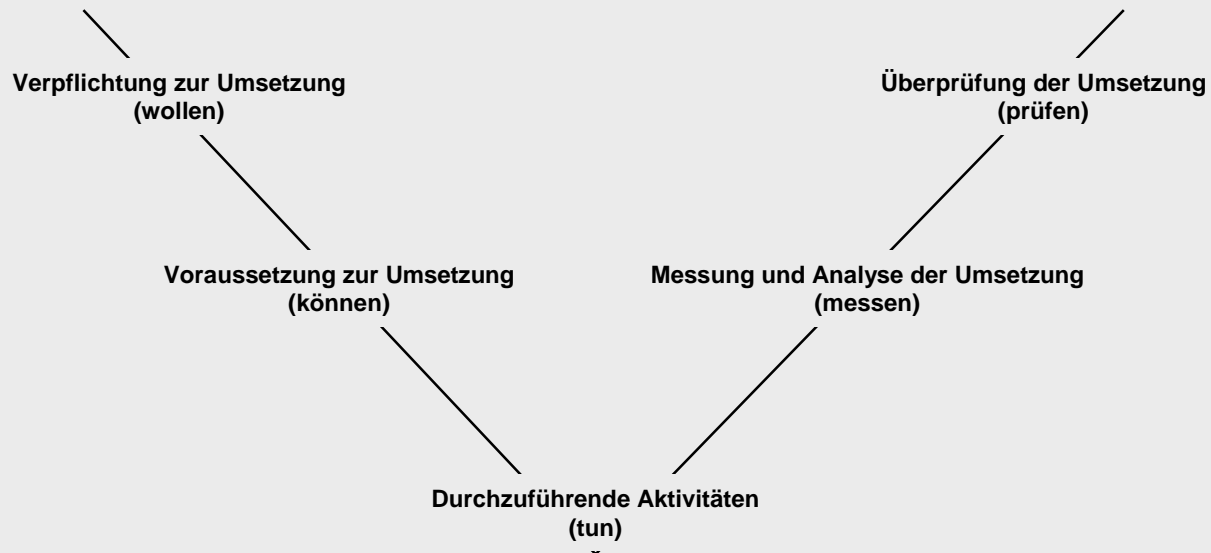 Verpflichtung zur Umsetzung
(wollen)
Überprüfung der Umsetzung
(prüfen)
Voraussetzung zur Umsetzung
(können)
Messung und Analyse der Umsetzung
(messen)
Durchzuführende Aktivitäten
(tun)